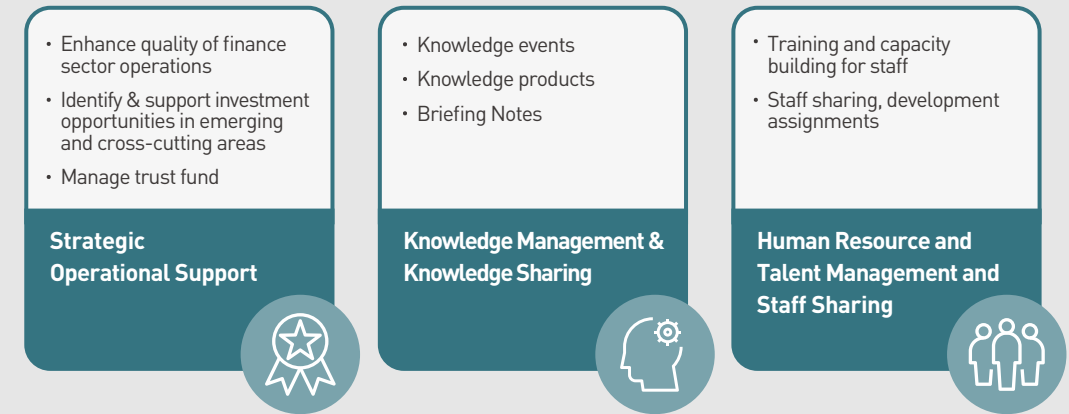 • Enhance quality of finance
sector operations
• Identify & support investment
opportunities in emerging
and cross-cutting areas
• Manage trust fund
Strategic
Operational Support
• Knowledge events
• Knowledge products
• Briefing Notes
Knowledge Management &
Knowledge Sharing
• Training and capacity
building for staff
• Staff sharing, development
assignments
Human Resource and
Talent Management and
Staff Sharing